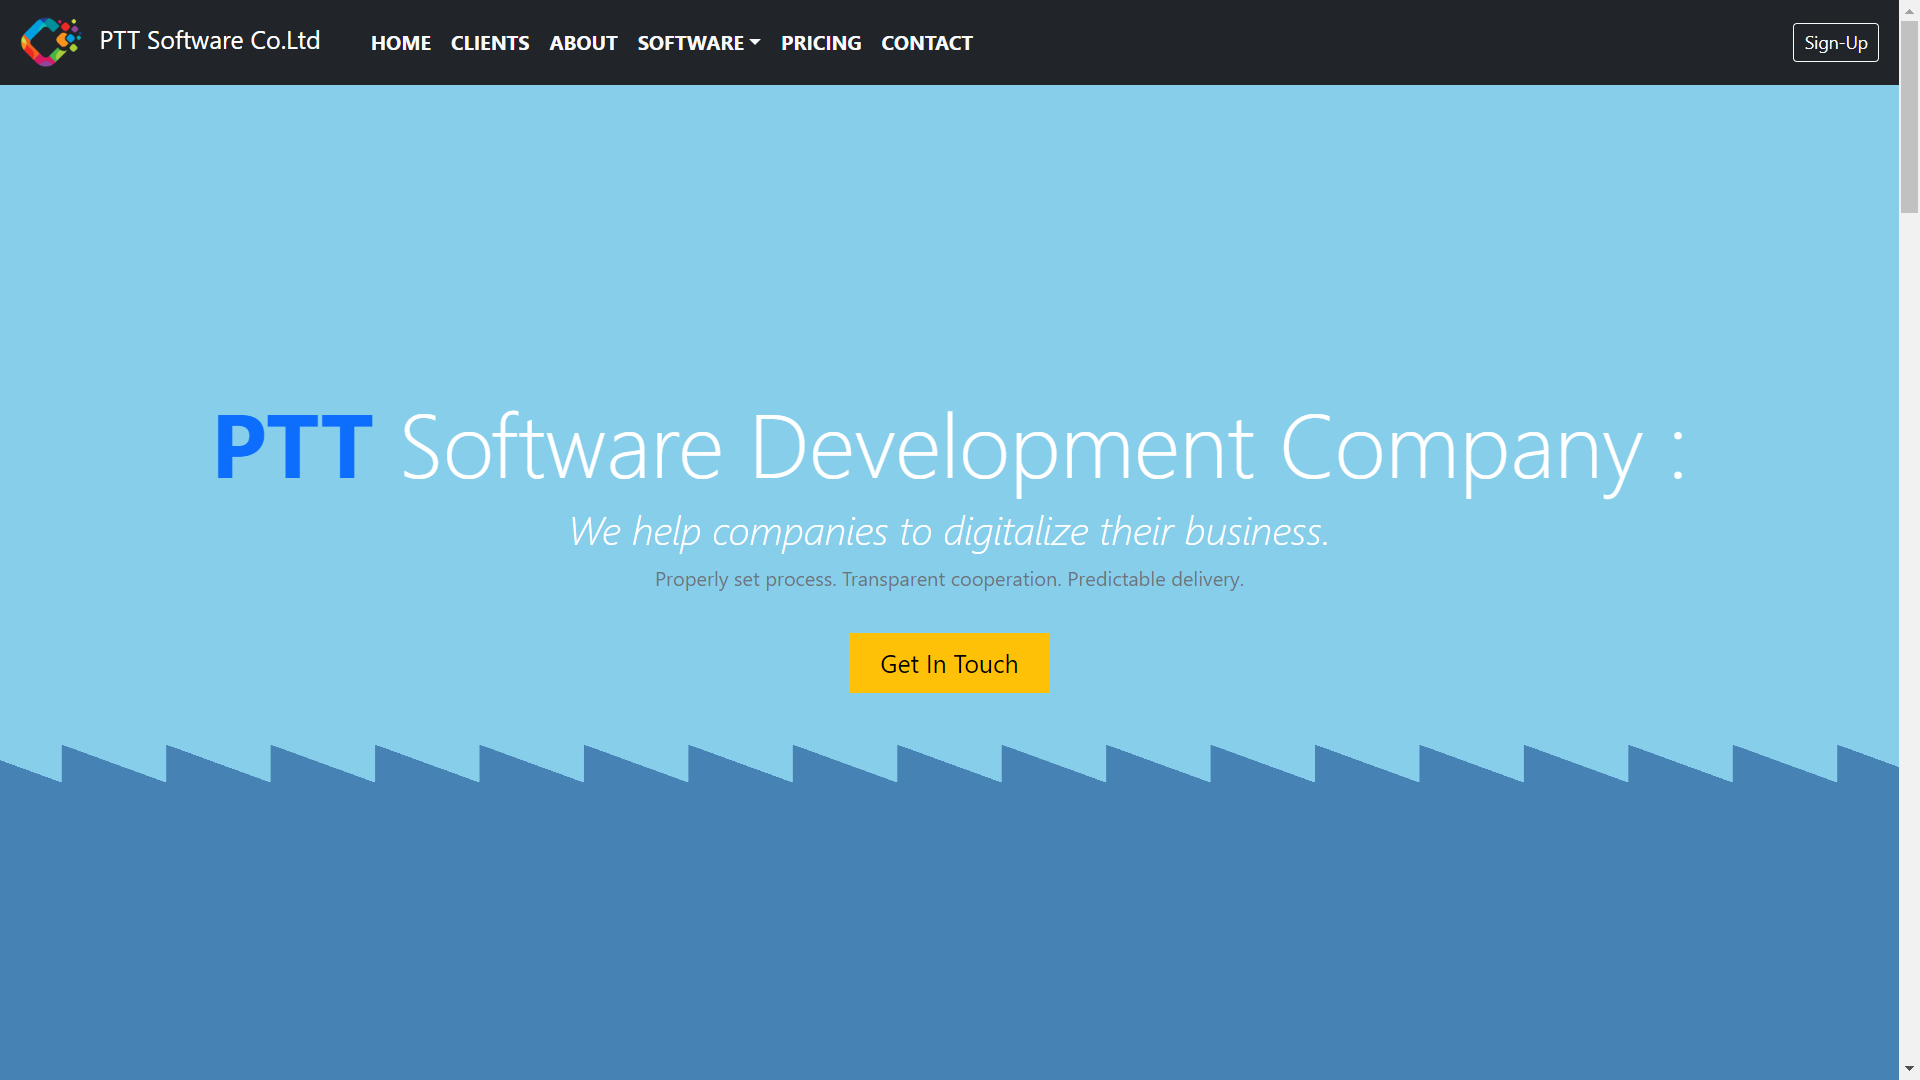 PTT Software Co.Ltd
HOME CLIENTS ABOUT SOFTWARE PRICING CONTACT
Sign-Up
PTT Software Development Company :
We help companies to digitalize their business.
Properly set process. Transparent cooperation. Predictable delivery.
Get In Touch